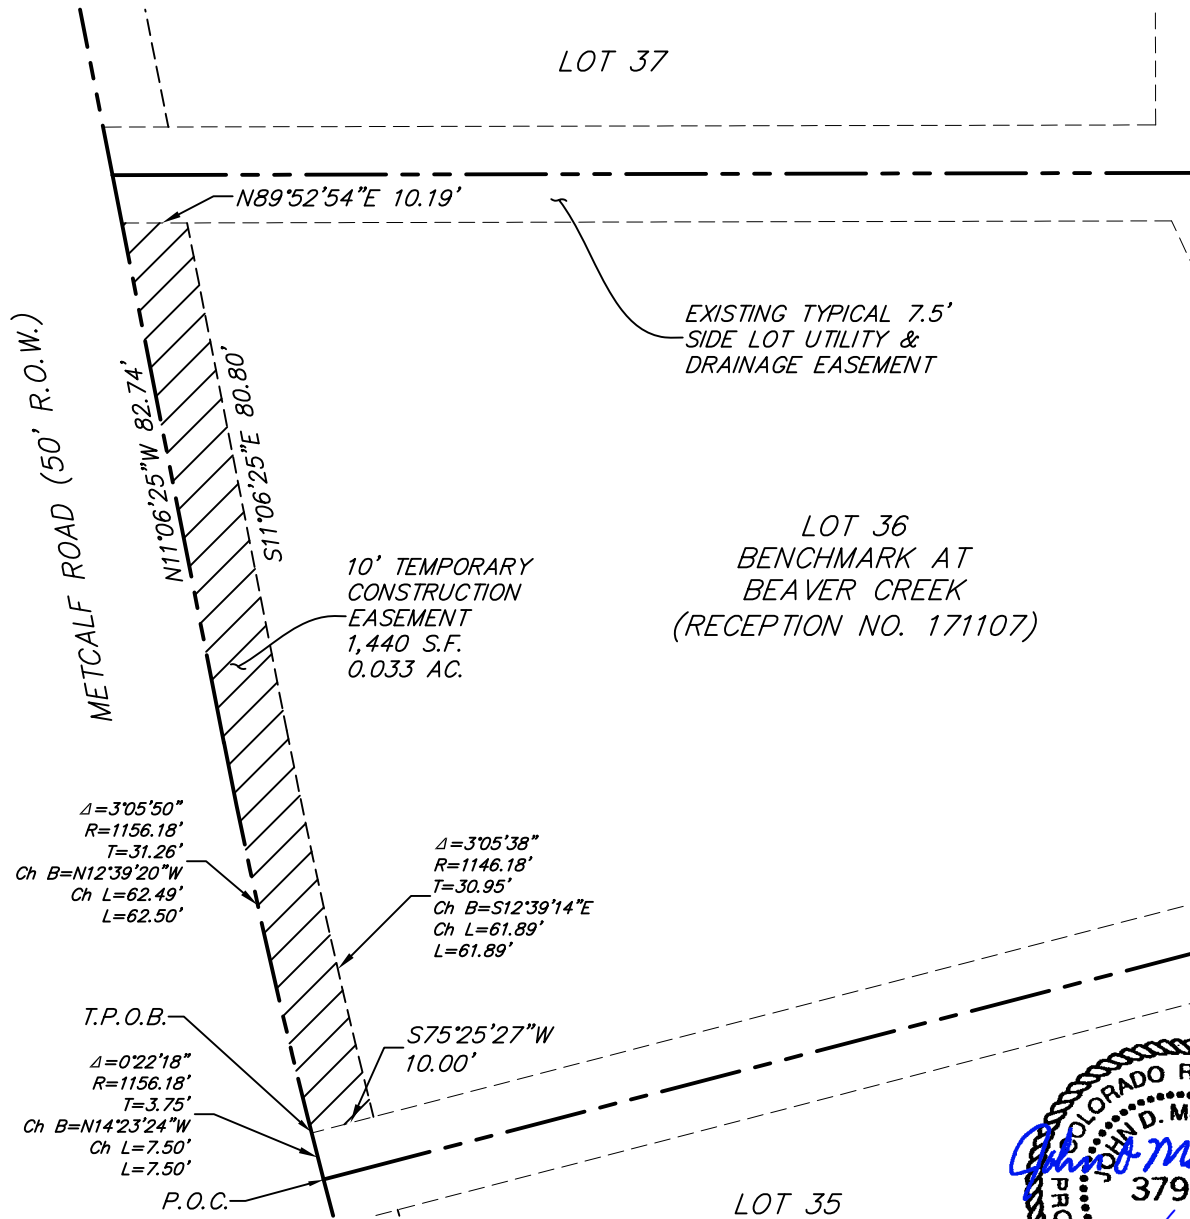 LOT 37
N89°52'54"E 10.19'
EXISTING TYPICAL 7.5'
SIDE LOT UTILITY &
DRAINAGE EASEMENT
METCALF ROAD (50' R.O.W.)
N11°06'25"W 82.74'
S11°06'25"E 80.80'
LOT 36
BENCHMARK AT
BEAVER CREEK
(RECEPTION NO. 171107)
10' TEMPORARY
CONSTRUCTION
EASEMENT
1,440 S.F.
0.033 AC.
Δ=3°05'50"
R=1156.18'
T=31.26'
Ch B=N12°39'20"W
Ch L=62.49'
L=62.50'
Δ=3°05'38"
R=1146.18'
T=30.95'
Ch B=S12°39'14"E
Ch L=61.89'
L=61.89'
T.P.O.B.
S75°25'27"W
10.00'
Δ=0°22'18"
R=1156.18'
T=3.75'
Ch B=N14°23'24"W
Ch L=7.50'
L=7.50'
P.O.C.
LOT 35
COLORADO R
JOHN D. M
379
PRO